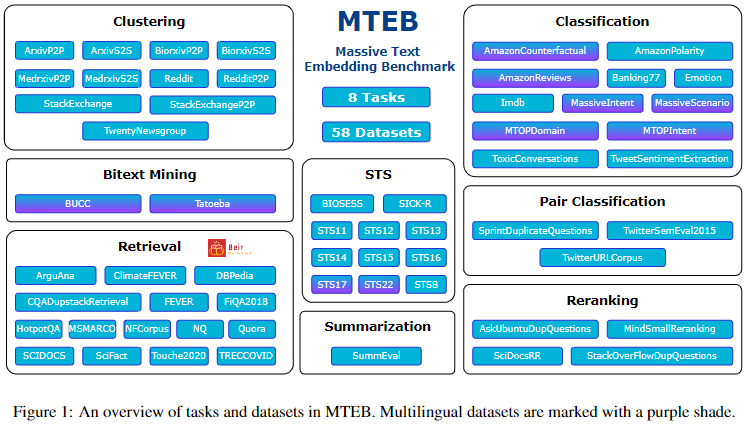 Clustering
ArxivP2P ArxivS2S BiorxivP2P BiorxivS2S
MedrxivP2P MedrxivS2S Reddit RedditP2P
StackExchange StackExchangeP2P
TwentyNewsgroup
MTEB
Massive Text
Embedding Benchmark
8 Tasks
58 Datasets
Classification
AmazonCounterfactual AmazonPolarity
AmazonReviews Banking77 Emotion
Imdb MassiveIntent MassiveScenario
MTOPDomain MTOPIntent
ToxicConversations TweetSentimentExtraction
Bitext Mining
BUCC Tatoeba
STS
BIOSESS SICK-R
STS11 STS12 STS13
STS14 STS15 STS16
STS17 STS22 STSB
Pair Classification
SprintDuplicateQuestions TwitterSemEval2015
TwitterURLCorpus
Retrieval
Beir
ArguAna ClimateFEVER DBPedia
CQADupstackRetrieval FEVER FiQA2018
HotpotQA MSMARCO NFCorpus NQ Quora
SCIDOCS SciFact Touche2020 TRECCOVID
Summarization
SummEval
Reranking
AskUbuntuDupQuestions MindSmallReranking
SciDocsRR StackOverFlowDupQuestions
Figure 1: An overview of tasks and datasets in MTEB. Multilingual datasets are marked with a purple shade.